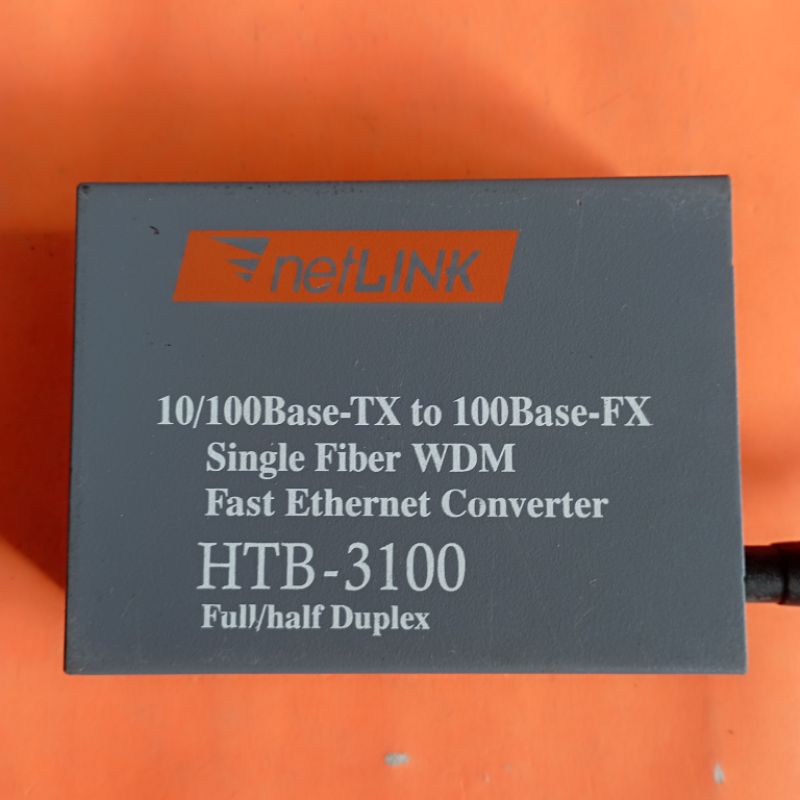 netLINK
10/100Base-TX to 100Base-FX
Single Fiber WDM
Fast Ethernet Converter
HTB-3100
Full/half Duplex